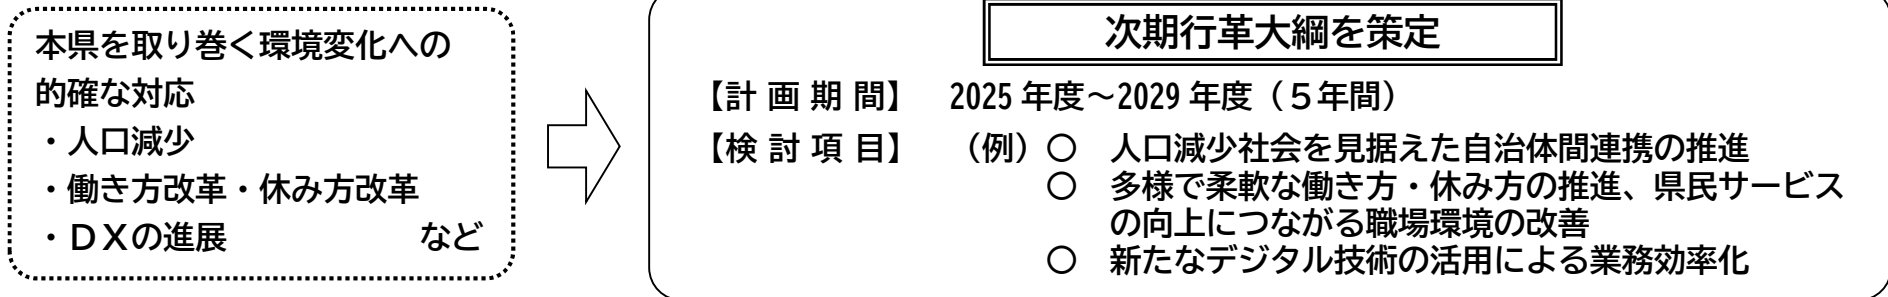 本県を取り巻く環境変化への
的確な対応
・人口減少
・働き方改革・休み方改革
・ＤＸの進展　　　　　　など
次期行革大綱を策定
【計 画 期 間】　2025 年度～2029 年度（５年間）
【検 討 項 目】　（例）○　人口減少社会を見据えた自治体間連携の推進
○　多様で柔軟な働き方・休み方の推進、県民サービス
の向上につながる職場環境の改善
○　新たなデジタル技術の活用による業務効率化